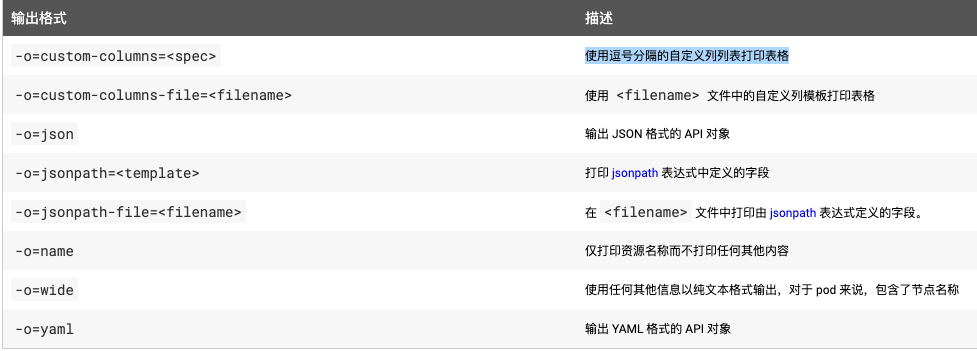 输出格式 描述
-o=custom-columns=<spec> 使用逗号分隔的自定义列列表打印表格
-o=custom-columns-file=<filename> 使用 <filename> 文件中的自定义列模板打印表格
-o=json 输出 JSON 格式的 API 对象
-o=jsonpath=<template> 打印 jsonpath 表达式中定义的字段
-o=jsonpath-file=<filename> 在 <filename> 文件中打印由 jsonpath 表达式定义的字段。
-o=name 仅打印资源名称而不打印任何其他内容
-o=wide 使用任何其他信息以纯文本格式输出，对于 pod 来说，包含了节点名称
-o=yaml 输出 YAML 格式的 API 对象